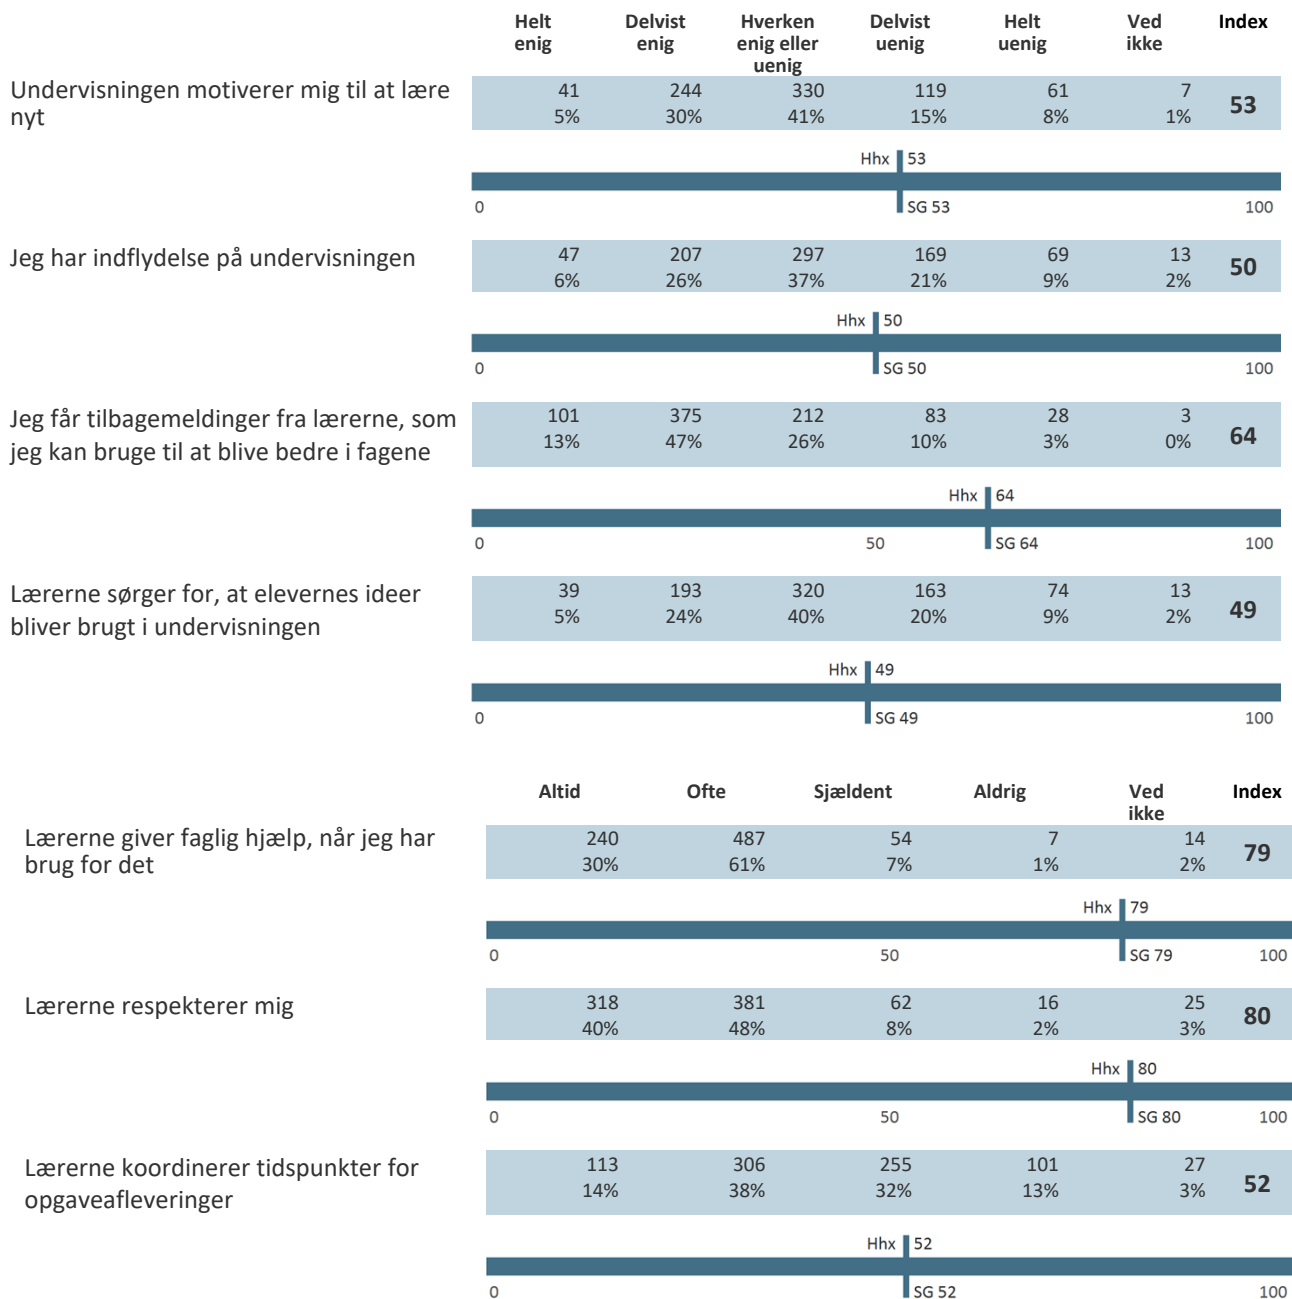 Helt Delvist Hverken Delvist Helt Ved Index
enig enig enig eller uenig uenig ikke
uenig
Undervisningen motiverer mig til at lære 41 244 330 119 61 7 53
nyt 5% 30% 41% 15% 8% 1%
Hhx 53
0 SG 53 100
Jeg har indflydelse på undervisningen 47 207 297 169 69 13 50
6% 26% 37% 21% 9% 2%
Hhx 50
0 SG 50 100
Jeg får tilbagemeldinger fra lærerne, som 101 375 212 83 28 3 64
jeg kan bruge til at blive bedre i fagene 13% 47% 26% 10% 3% 0%
Hhx 64
0 50 SG 64 100
Lærerne sørger for, at elevernes ideer 39 193 320 163 74 13 49
bliver brugt i undervisningen 5% 24% 40% 20% 9% 2%
Hhx 49
0 SG 49 100
Altid Ofte Sjældent Aldrig Ved Index
ikke
Lærerne giver faglig hjælp, når jeg har 240 487 54 7 14 79
brug for det 30% 61% 7% 1% 2%
Hhx 79
0 50 SG 79 100
Lærerne respekterer mig 318 381 62 16 25 80
40% 48% 8% 2% 3%
Hhx 80
0 50 SG 80 100
Lærerne koordinerer tidspunkter for 113 306 255 101 27 52
opgaveafleveringer 14% 38% 32% 13% 3%
Hhx 52
0 SG 52 100